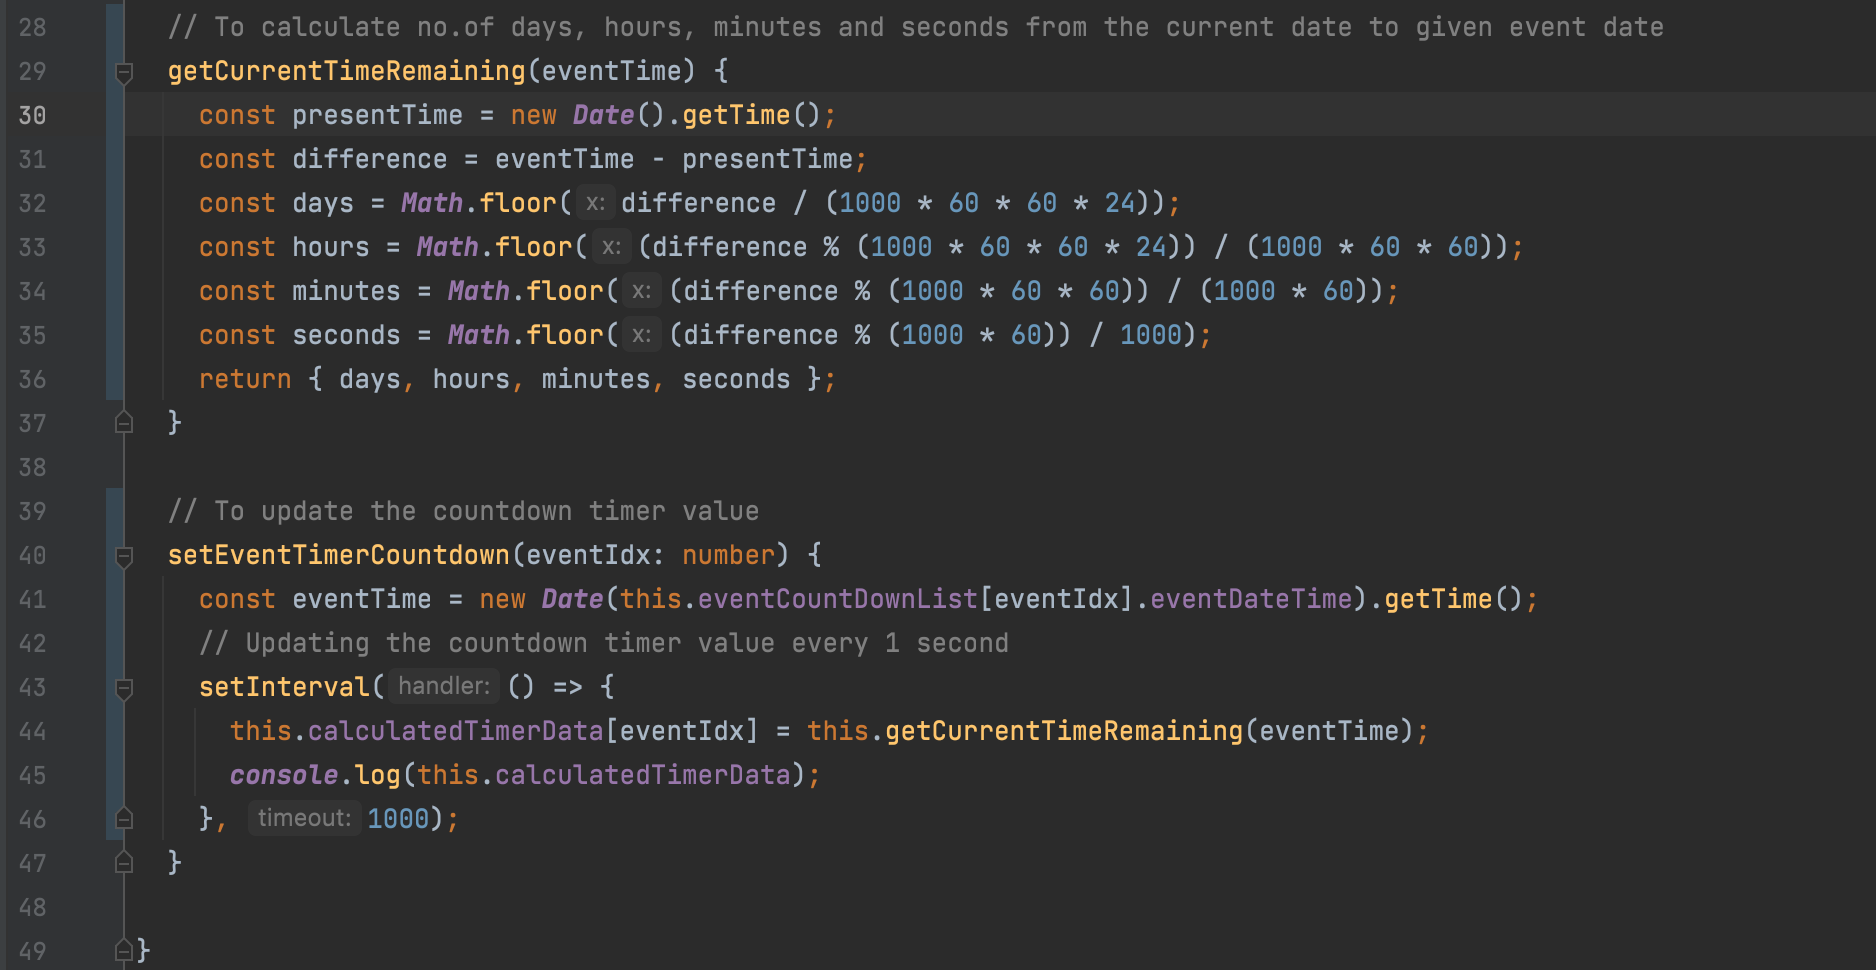 28 // To calculate no.of days, hours, minutes and seconds from the current date to given event date
29 getCurrentTimeRemaining(eventTime) {
30 const presentTime = new Date().getTime();
31 const difference = eventTime - presentTime;
32 const days = Math.floor( x: difference / (1000 * 60 * 60 * 24));
33 const hours = Math.floor( x: (difference % (1000 * 60 * 60 * 24)) / (1000 * 60 * 60));
34 const minutes = Math.floor( x: (difference % (1000 * 60 * 60)) / (1000 * 60));
35 const seconds = Math.floor( x: (difference % (1000 * 60)) / 1000);
36 return { days, hours, minutes, seconds };
37 }
38
39 // To update the countdown timer value
40 setEventTimerCountdown(eventIdx: number) {
41 const eventTime = new Date(this.eventCountDownList[eventIdx].eventDateTime).getTime();
42 // Updating the countdown timer value every 1 second
43 setInterval( handler: () => {
44 this.calculatedTimerData[eventIdx] = this.getCurrentTimeRemaining(eventTime);
45 console.log(this.calculatedTimerData);
46 }, timeout: 1000);
47 }
48
49 }